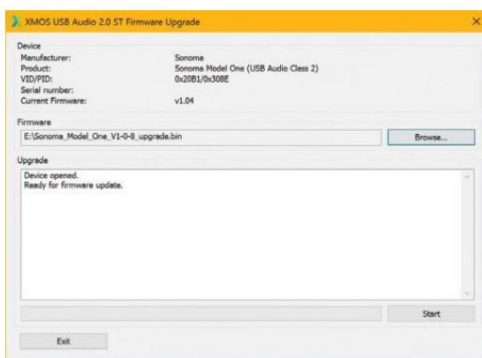 XMOS USB Audio 2.0 ST Firmware Upgrade
Device
Manufacturer: Sonoma
Product: Sonoma Model One (USB Audio Class 2)
VID/PID: 0x20B1/0x308E
Serial number:
Current Firmware: v1.04
Firmware
E:\Sonoma_Model_One_V1-0-8_upgrade.bin Browse...
Upgrade
Device opened.
Ready for firmware update.
Start
Exit